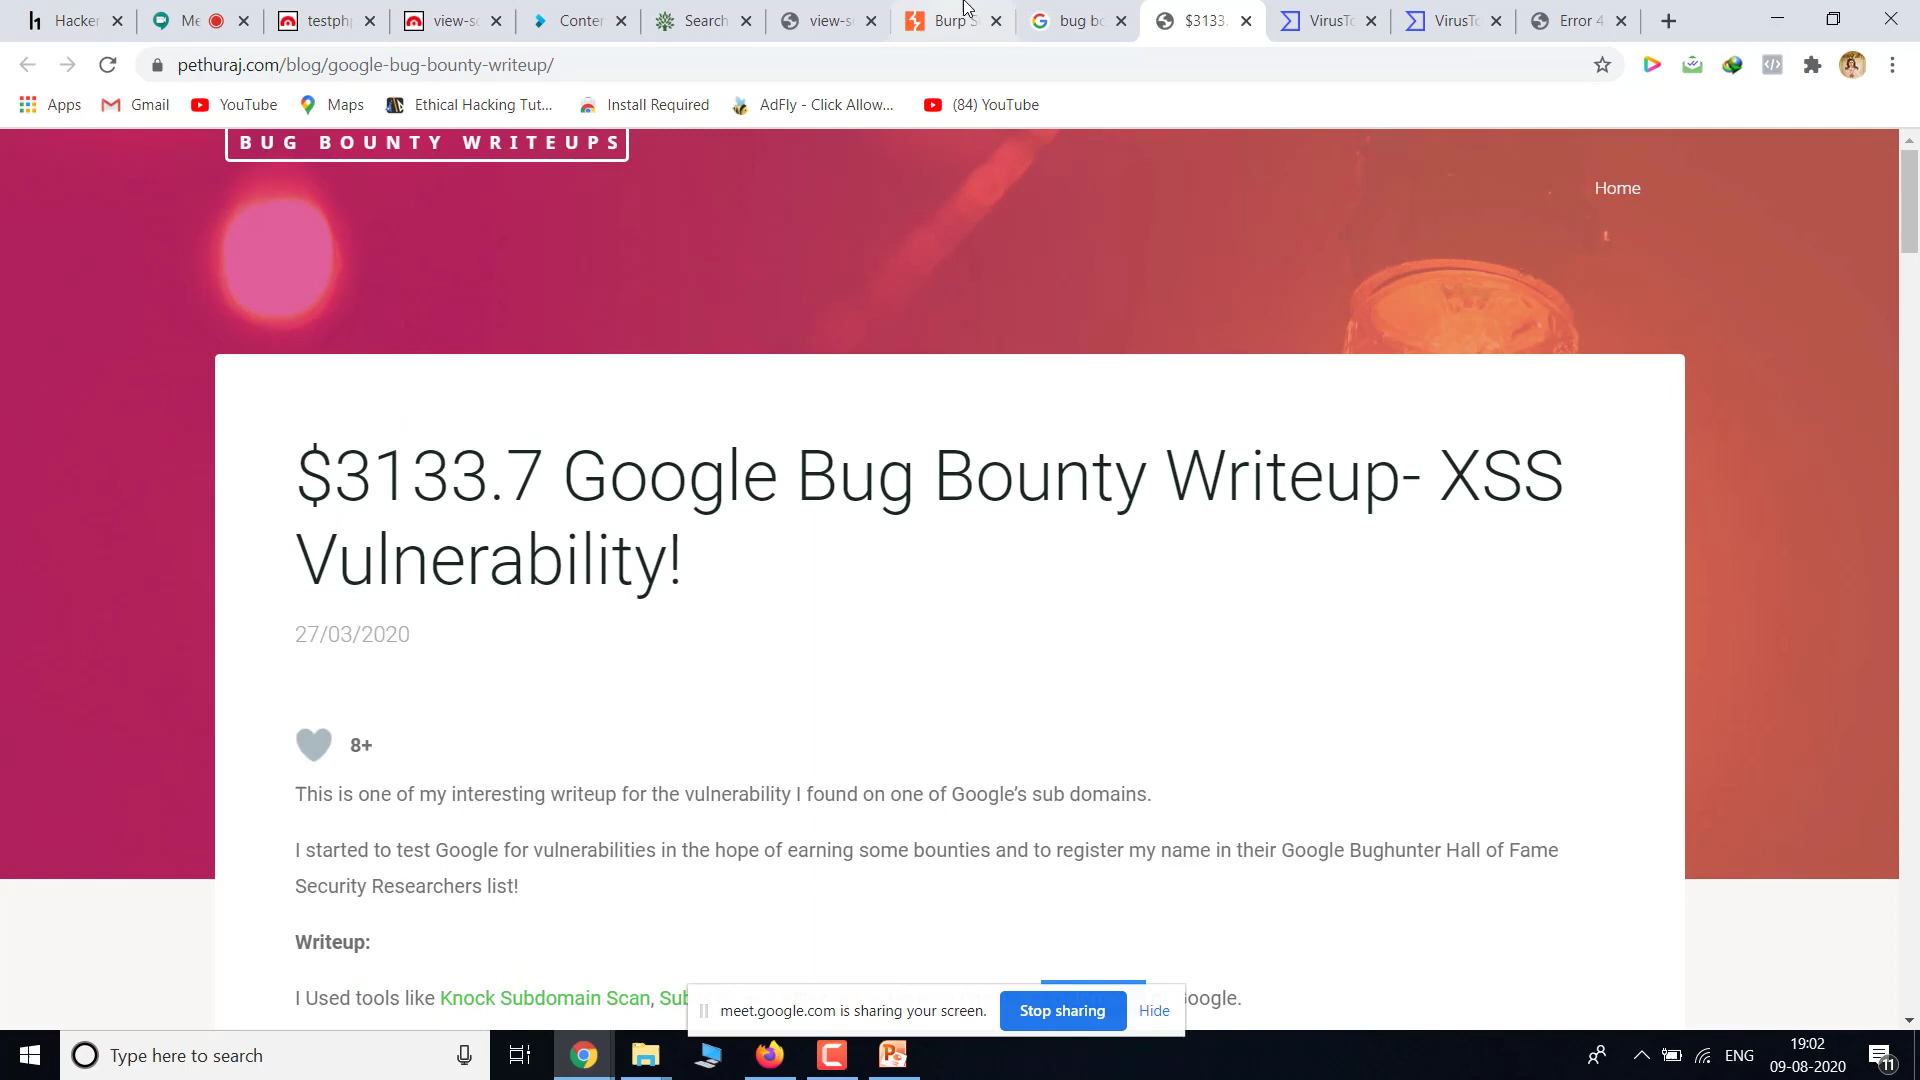 Hacker
Me
testph
view-so
Conter
Search
view-s
Burp S
bug bo
$3133.
VirusTo
VirusTo
Error 4
pethuraj.com/blog/google-bug-bounty-writeup/
Apps
Gmail
YouTube
Maps
Ethical Hacking Tut...
Install Required
AdFly - Click Allow...
(84) YouTube
BUG BOUNTY WRITEUPS
Home
$3133.7 Google Bug Bounty Writeup- XSS
Vulnerability!
27/03/2020
8+
This is one of my interesting writeup for the vulnerability I found on one of Google's sub domains.
I started to test Google for vulnerabilities in the hope of earning some bounties and to register my name in their Google Bughunter Hall of Fame
Security Researchers list!
Writeup:
I Used tools like Knock Subdomain Scan, Sub
oogle.
meet.google.com is sharing your screen.
Stop sharing
Hide
Type here to search
ENG
19:02
09-08-2020
11